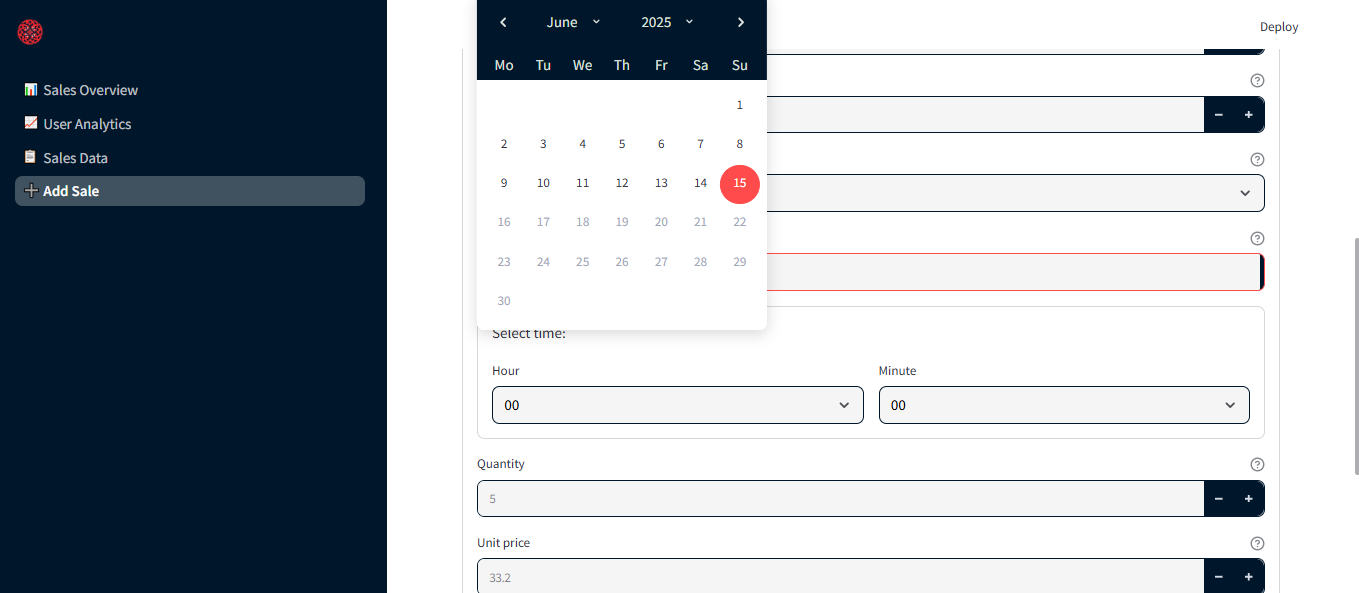 June 2025
Deploy
Mo Tu We Th Fr Sa Su
📊 Sales Overview
📈 User Analytics
📋 Sales Data
➕ Add Sale
1
2 3 4 5 6 7 8
9 10 11 12 13 14 15
16 17 18 19 20 21 22
23 24 25 26 27 28 29
30
Select time:
Hour Minute
00 00
Quantity
5
Unit price
33.2